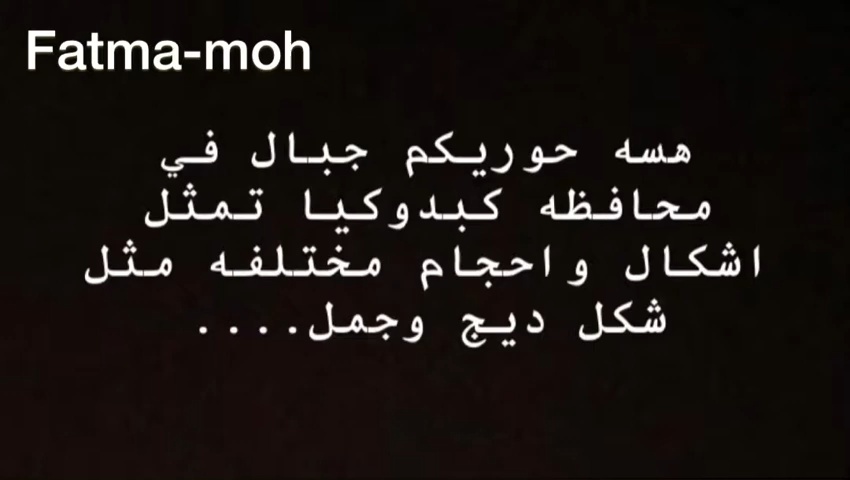 Fatma-moh
هسه حوريكم جبال في
محافظه كبدوكيا تمثل
اشكال واحجام مختلفه مثل
شكل ديج وجمل....